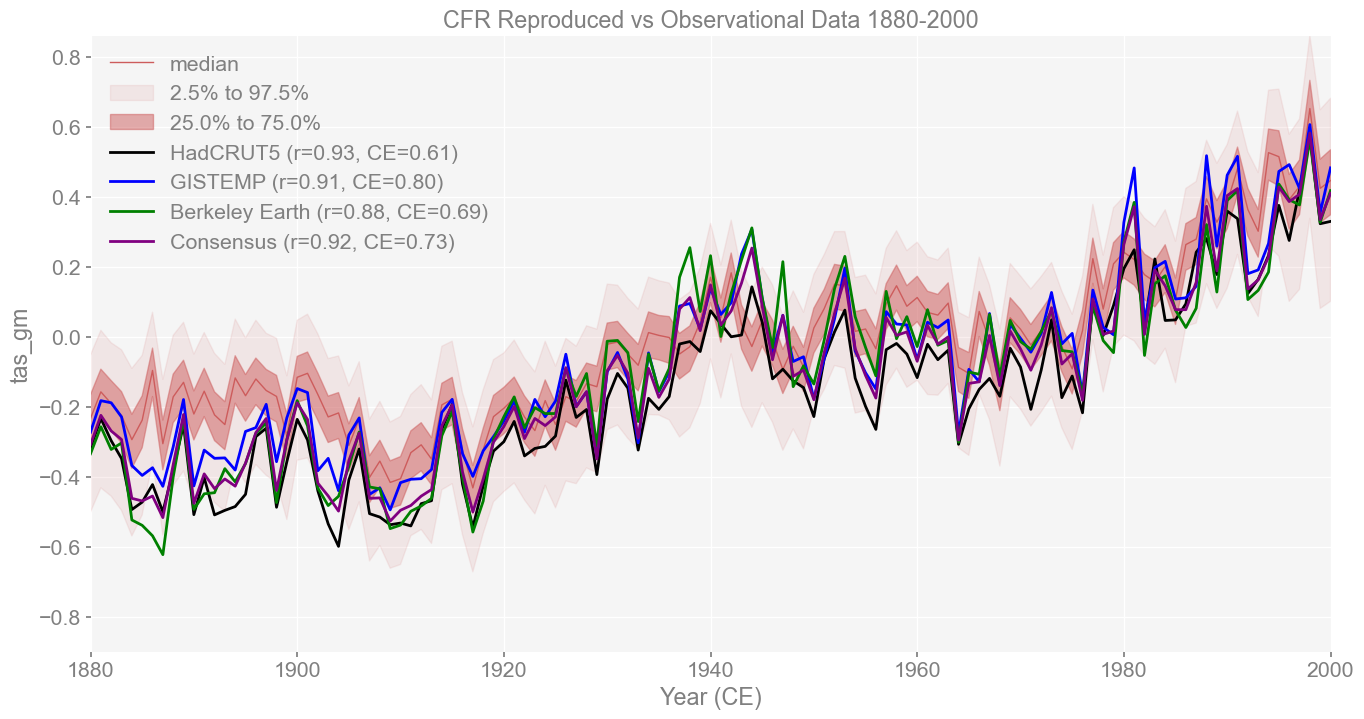 CFR Reproduced vs Observational Data 1880-2000
0.8
0.6
0.4
0.2
0.0
−0.2
−0.4
−0.6
−0.8
tas_gm
median
2.5% to 97.5%
25.0% to 75.0%
HadCRUT5 (r=0.93, CE=0.61)
GISTEMP (r=0.91, CE=0.80)
Berkeley Earth (r=0.88, CE=0.69)
Consensus (r=0.92, CE=0.73)
1880 1900 1920 1940 1960 1980 2000
Year (CE)